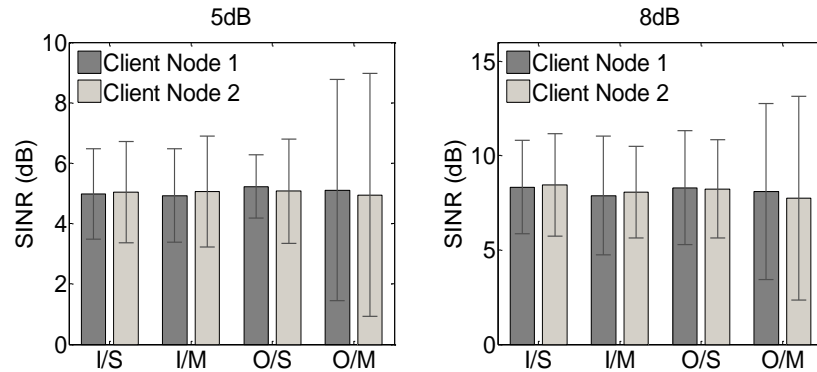 5dB
SINR (dB)
10
8
6
4
2
0
Client Node 1
Client Node 2
I/S I/M O/S O/M
8dB
SINR (dB)
15
10
5
0
Client Node 1
Client Node 2
I/S I/M O/S O/M